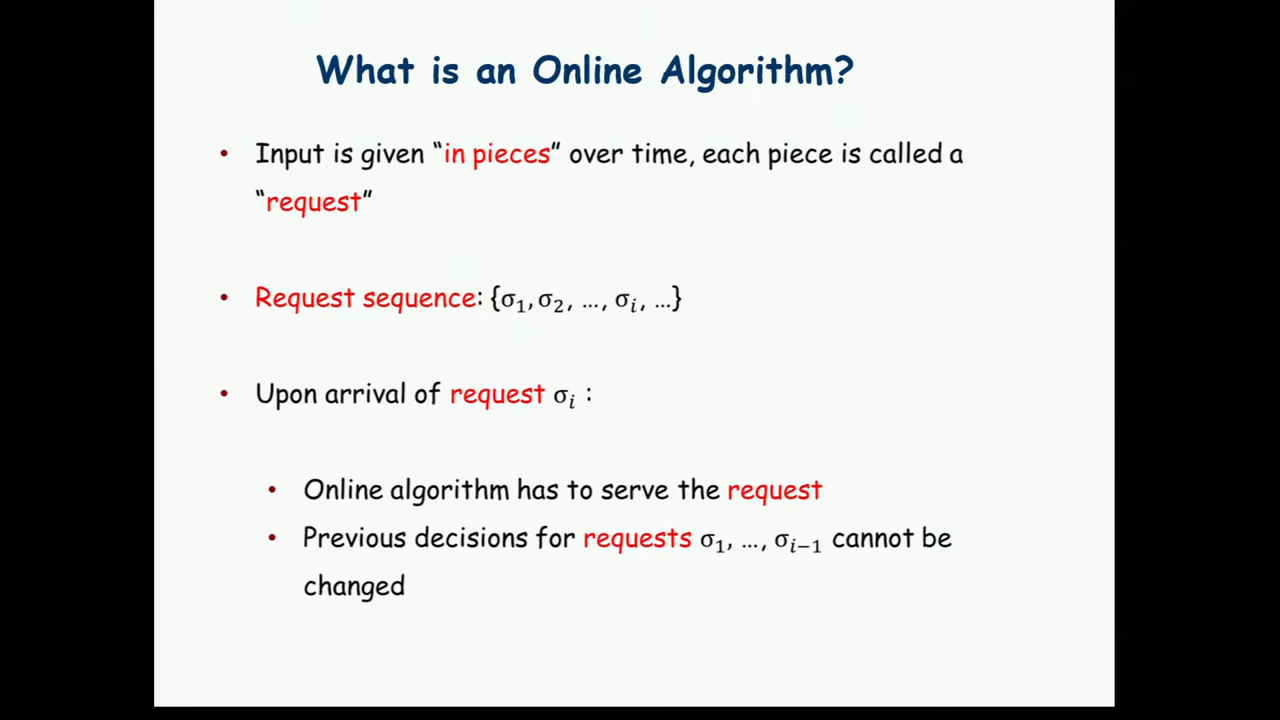 What is an Online Algorithm?
• Input is given “in pieces” over time, each piece is called a
“request”
• Request sequence: {σ₁, σ₂, …, σᵢ, …}
• Upon arrival of request σᵢ :
• Online algorithm has to serve the request
• Previous decisions for requests σ₁, …, σᵢ₋₁ cannot be
changed